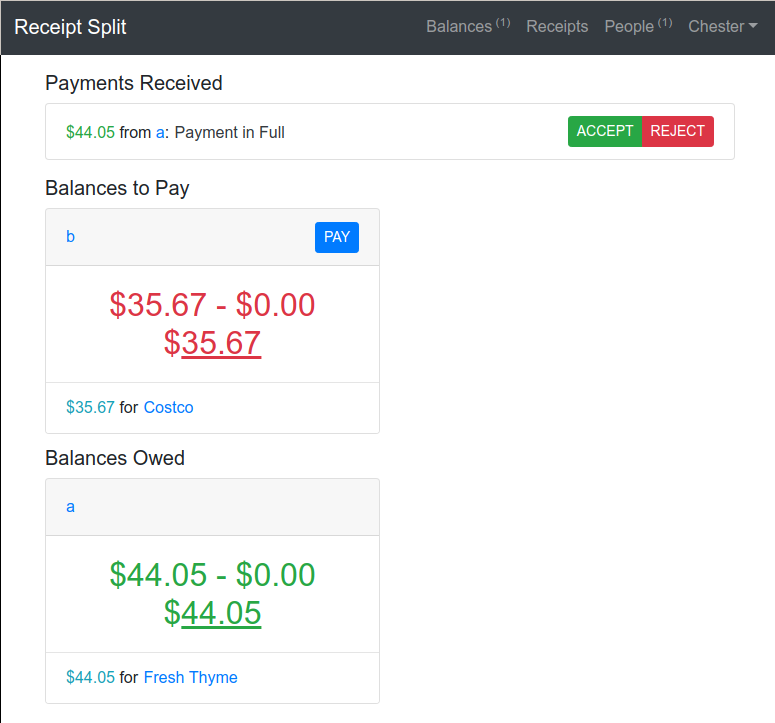 Receipt Split Balances (1) Receipts People (1) Chester
Payments Received
$44.05 from a: Payment in Full ACCEPT REJECT
Balances to Pay
b PAY
$35.67 - $0.00
$35.67
$35.67 for Costco
Balances Owed
a
$44.05 - $0.00
$44.05
$44.05 for Fresh Thyme